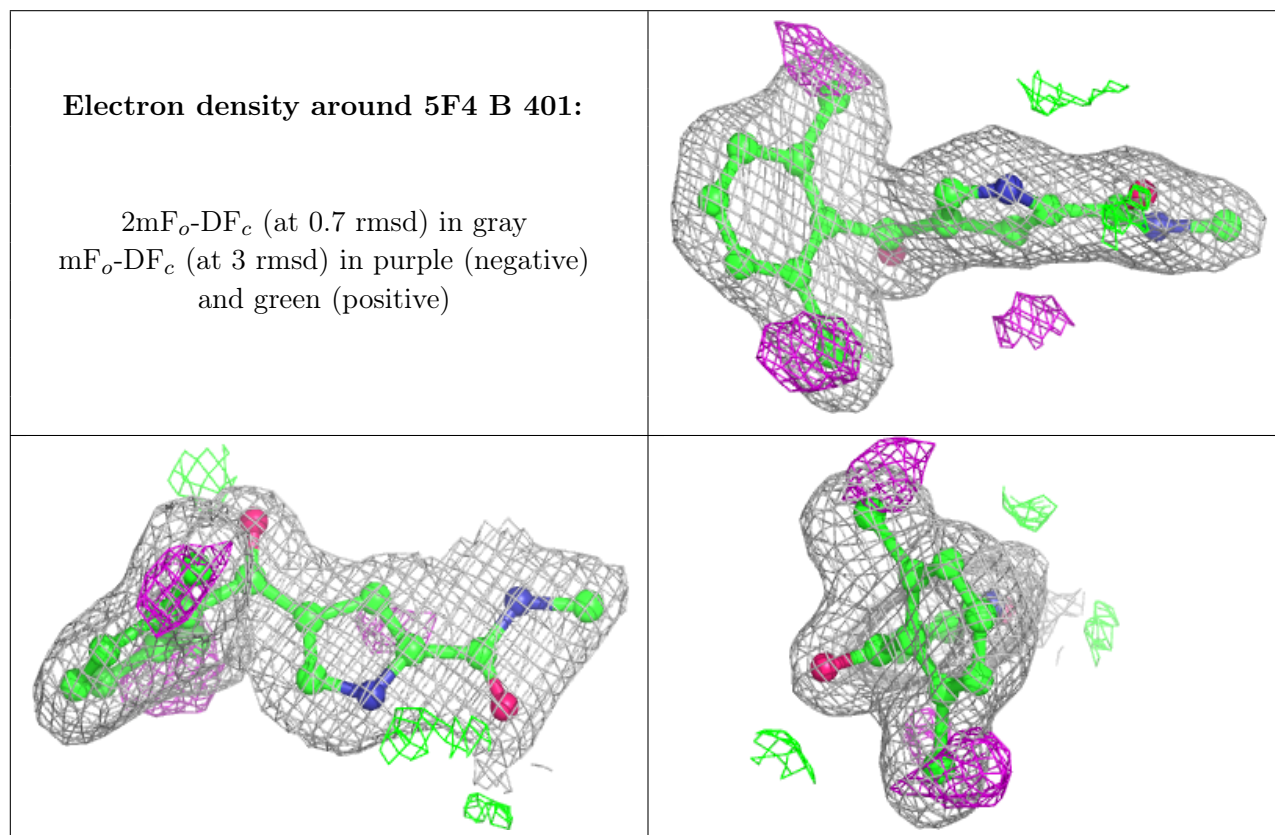 Electron density around 5F4 B 401:
2mFo-DFc (at 0.7 rmsd) in gray
mFo-DFc (at 3 rmsd) in purple (negative)
and green (positive)